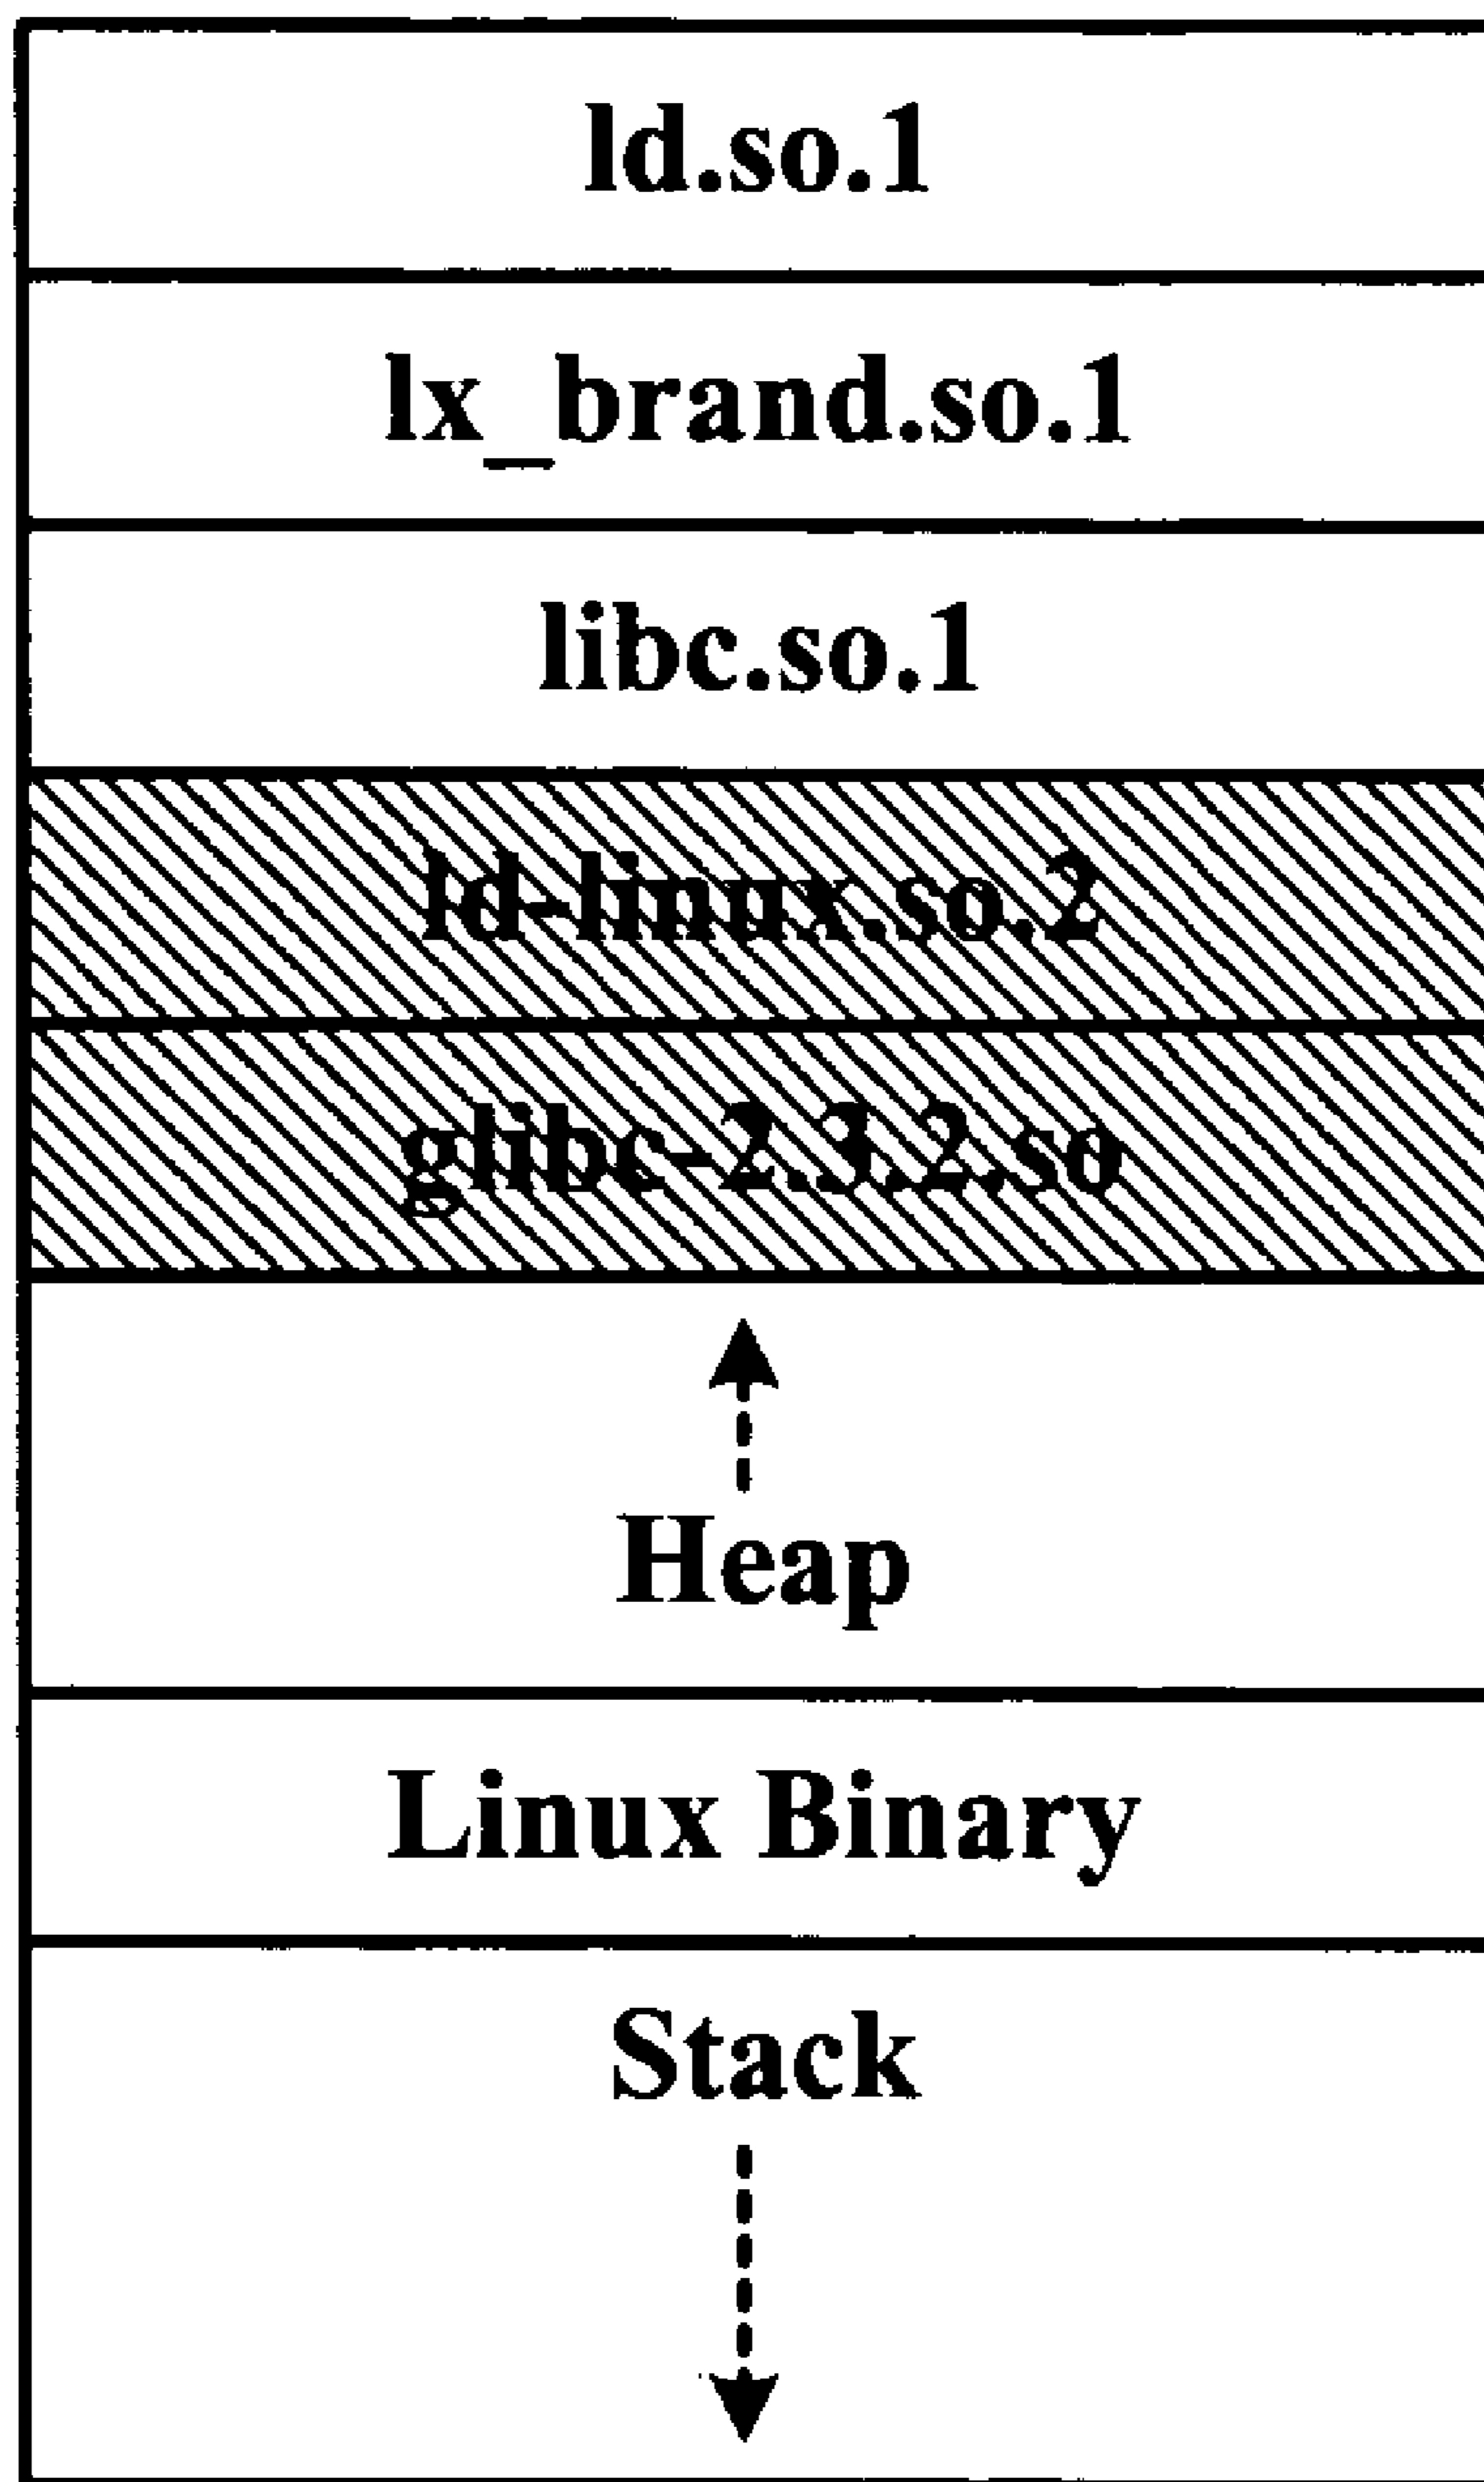 ld.so.1
lx_brand.so.1
libc.so.1
ld-linux.so.2
glibc-2.3.2.so
Heap
Linux Binary
Stack